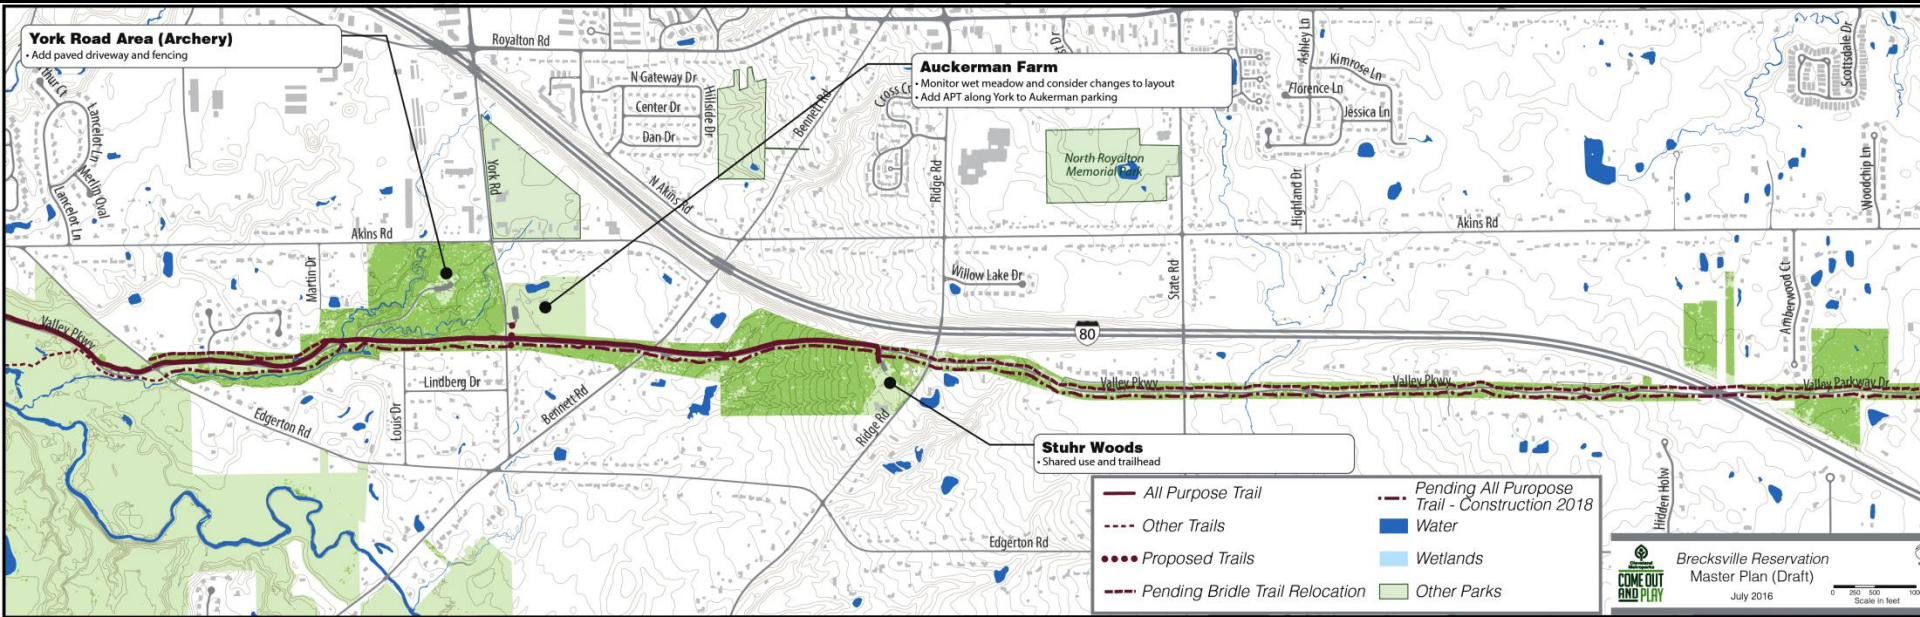 York Road Area (Archery)
• Add paved driveway and fencing
Auckerman Farm
• Monitor wet meadow and consider changes to layout
• Add APT along York to Aukerman parking
Stuhr Woods
• Shared use and trailhead
Royalton Rd
N Gateway Dr
Center Dr
Dan Dr
Hillside Dr
Bennett Rd
Cross Cr
Ridge Rd
Ashley Ln
Kimrose Ln
Florence Ln
Jessica Ln
Scottsdale Dr
Lancelot Ln
Merlin Oval
Lancelot Ln
York Rd
N Akins Rd
North Royalton
Memorial Park
Highland Dr
Woodchip Ln
Akins Rd
Akins Rd
Martin Dr
Willow Lake Dr
State Rd
Amberwood Ct
80
Valley Pkwy
Valley Pkwy
Valley Pkwy
Valley Parkway Dr
Lindberg Dr
Louis Dr
Bennett Rd
Edgerton Rd
Ridge Rd
Hidden Holw
Edgerton Rd
All Purpose Trail
Other Trails
Proposed Trails
Pending Bridle Trail Relocation
Pending All Puropose
Trail - Construction 2018
Water
Wetlands
Other Parks
Cleveland
Metroparks
COME OUT
AND PLAY
Brecksville Reservation
Master Plan (Draft)
July 2016
0 250 500
Scale in feet